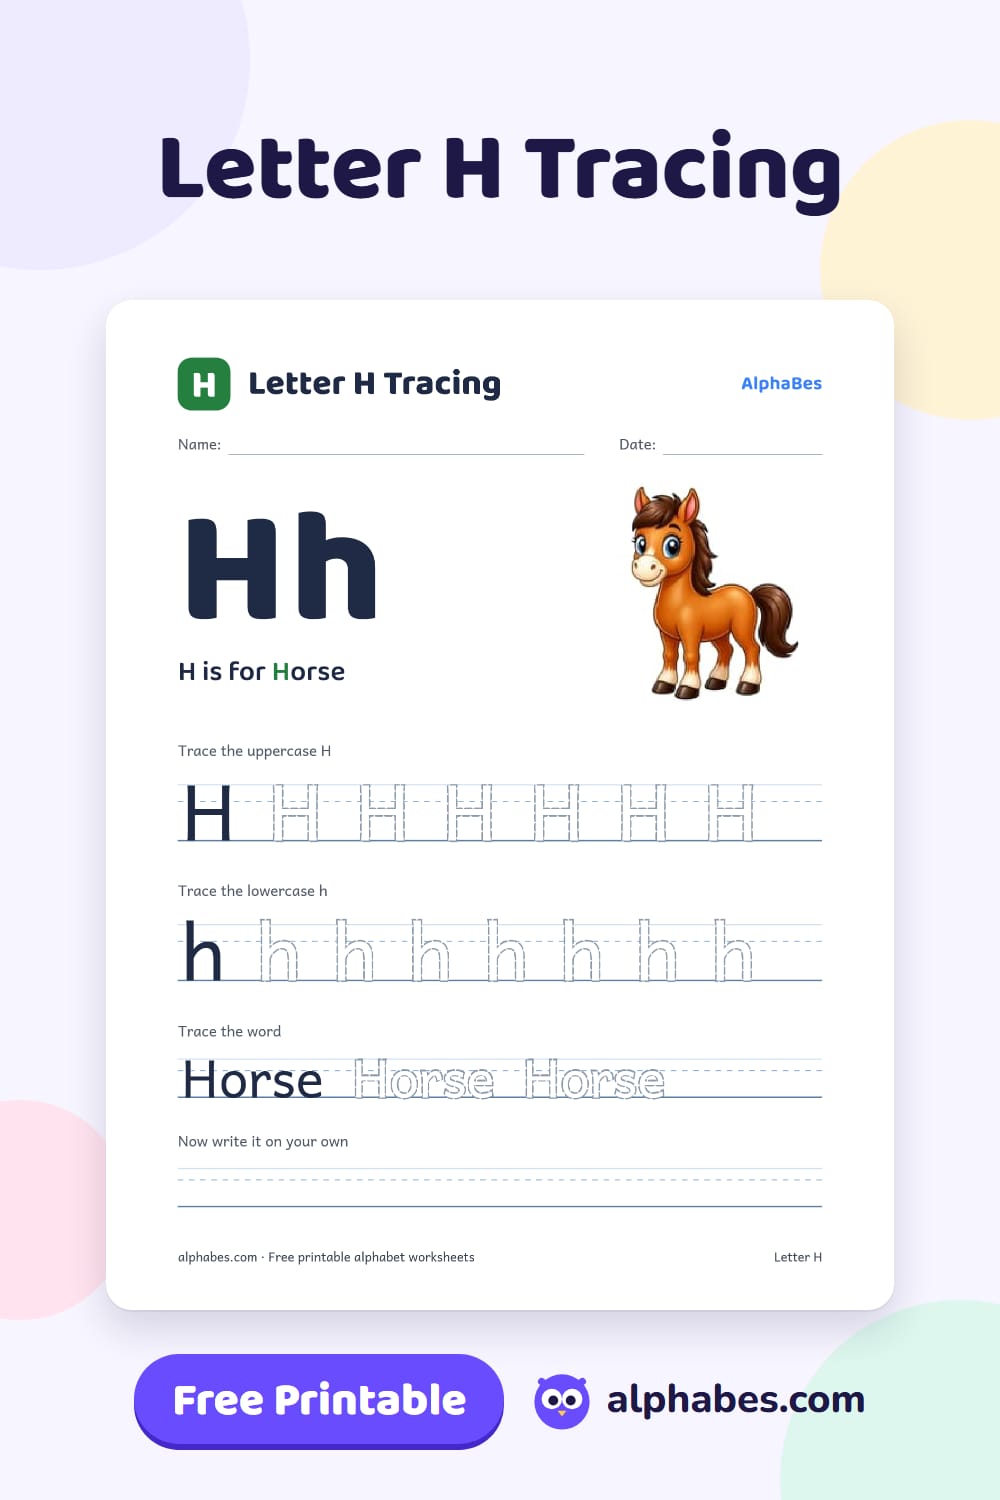 Letter H Tracing
H Letter H Tracing AlphaBes
Name: Date:
Hh
H is for Horse
Trace the uppercase H
H H H H H H H
Trace the lowercase h
h h h h h h h h
Trace the word
Horse Horse Horse
Now write it on your own
alphabes.com · Free printable alphabet worksheets Letter H
Free Printable alphabes.com